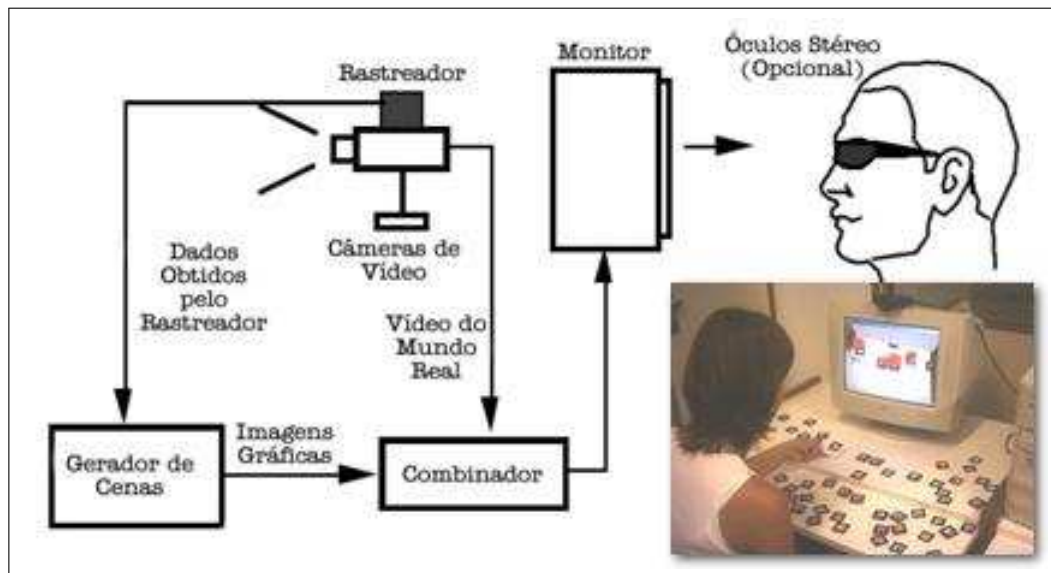 Rastreador
Monitor
Óculos Stéreo
(Opcional)
Câmeras de
Vídeo
Dados
Obtidos
pelo
Rastreador
Vídeo do
Mundo
Real
Gerador de
Cenas
Imagens
Gráficas
Combinador